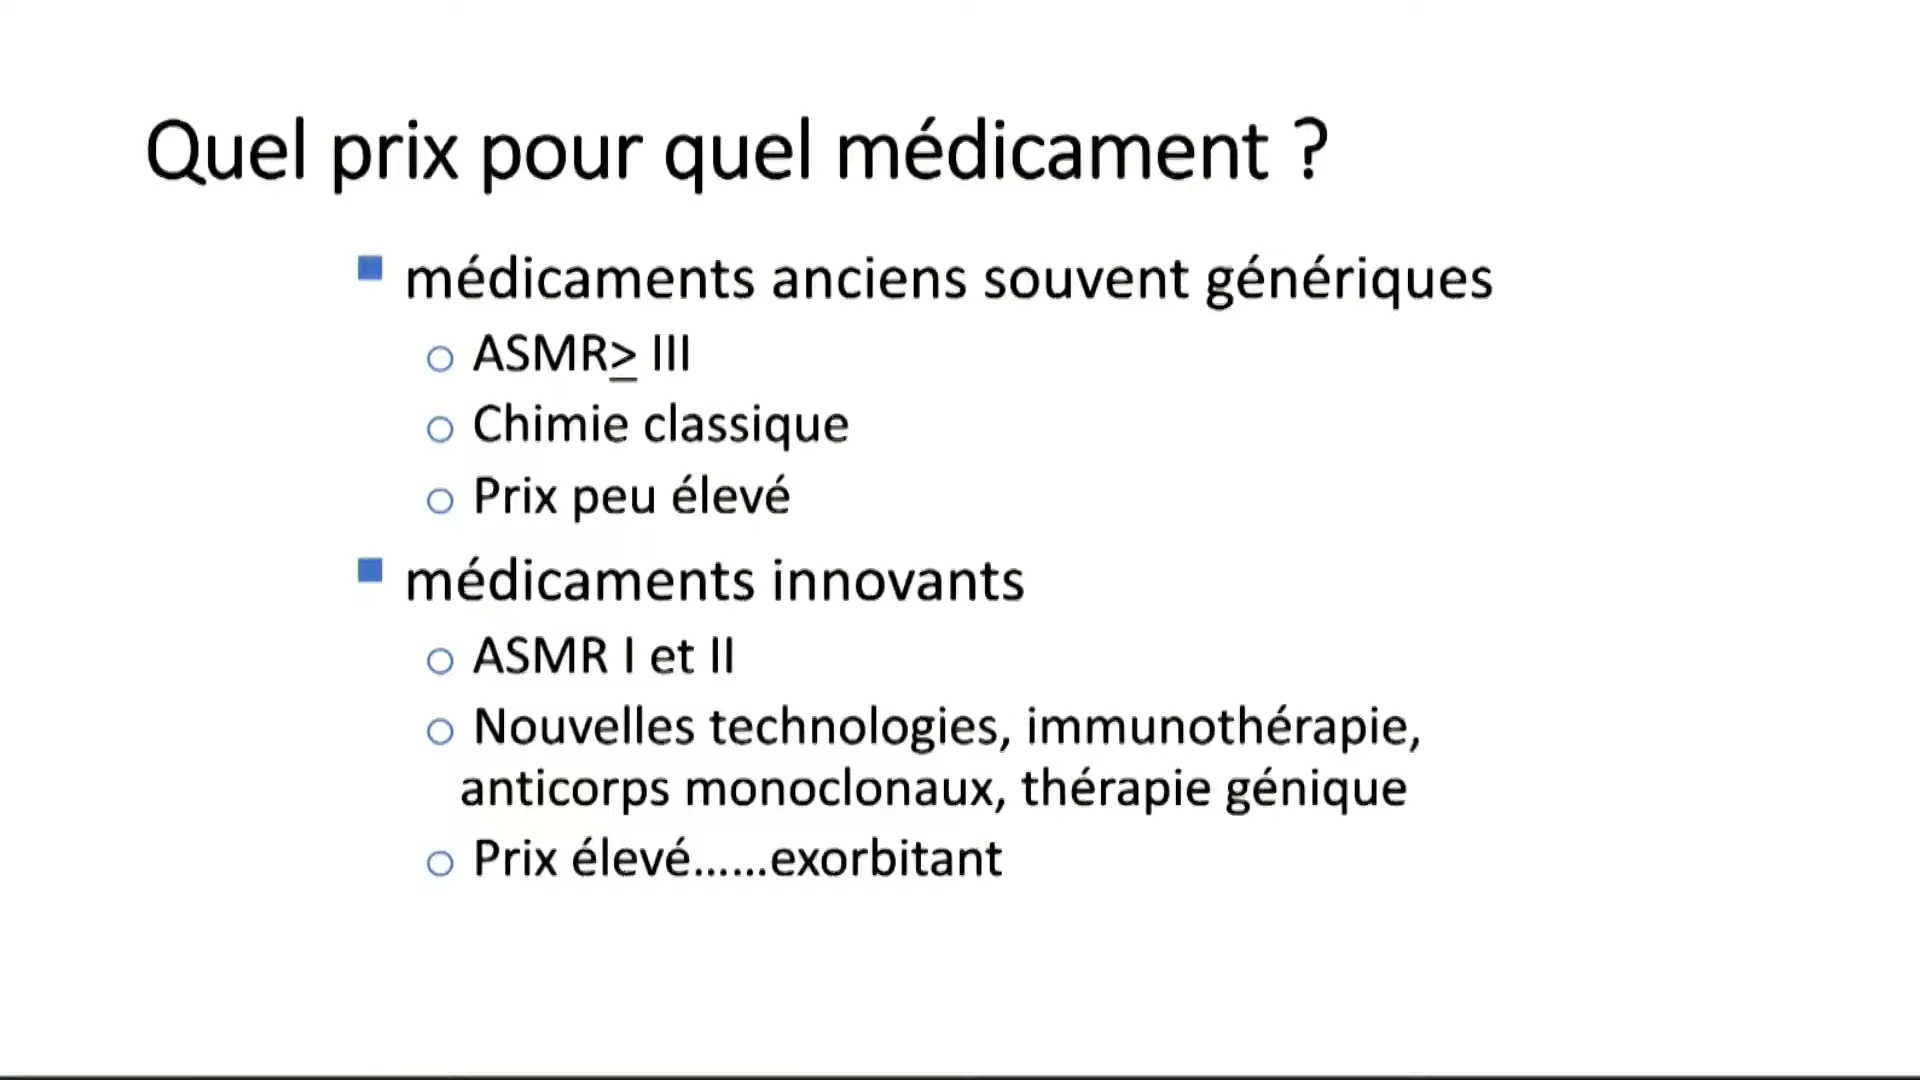 Quel prix pour quel médicament ?
médicaments anciens souvent génériques
ASMR≥ III
Chimie classique
Prix peu élevé
médicaments innovants
ASMR I et II
Nouvelles technologies, immunothérapie,
anticorps monoclonaux, thérapie génique
Prix élevé......exorbitant